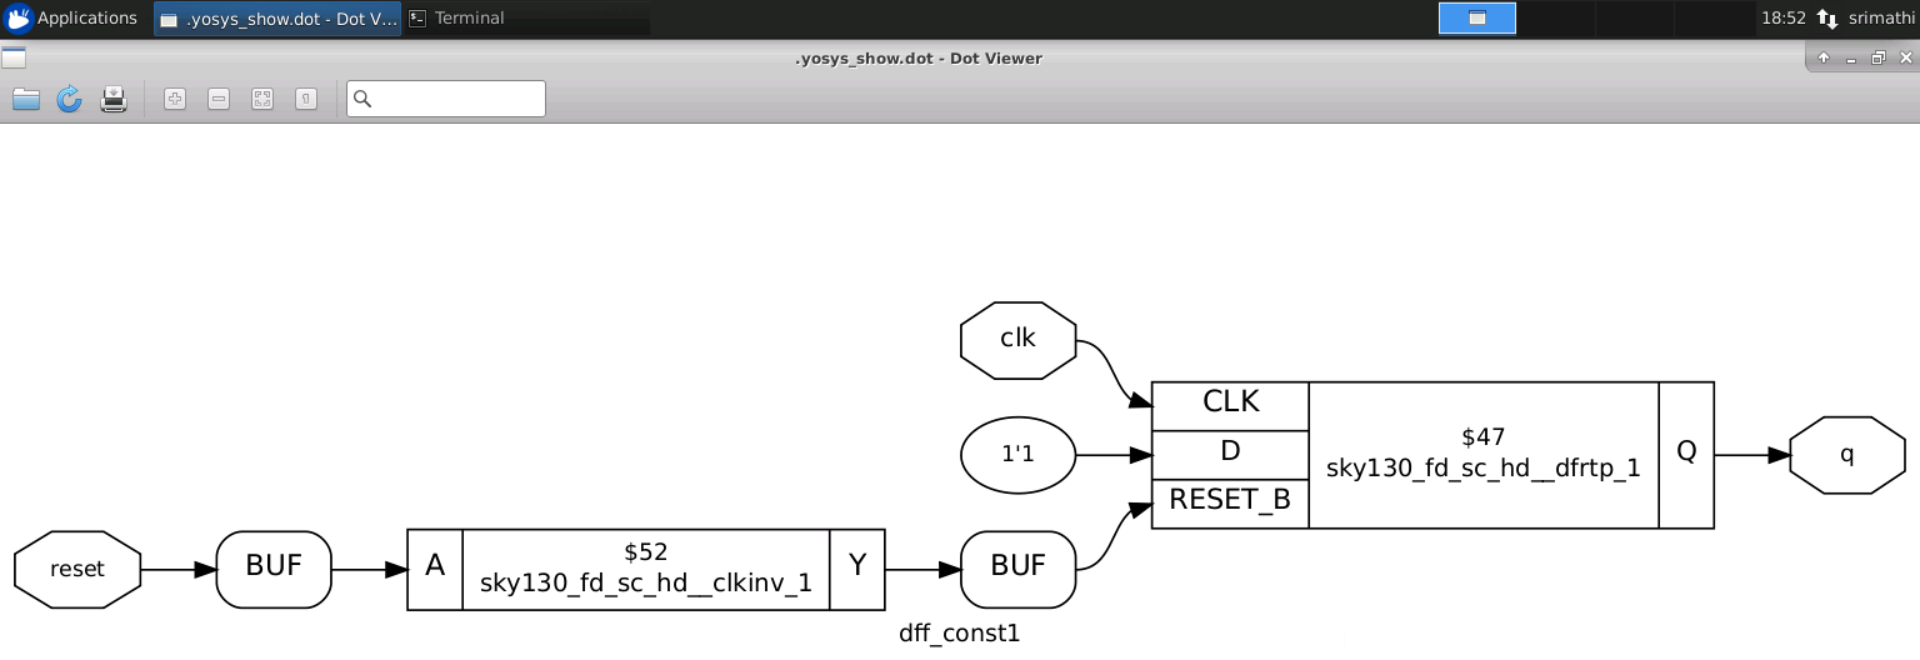 Applications
.yosys_show.dot - Dot V...
Terminal
18:52
srimathi
.yosys_show.dot - Dot Viewer
clk
CLK
1'1
D
$47
sky130_fd_sc_hd__dfrtp_1
Q
q
RESET_B
reset
BUF
A
$52
sky130_fd_sc_hd__clkinv_1
Y
BUF
dff_const1